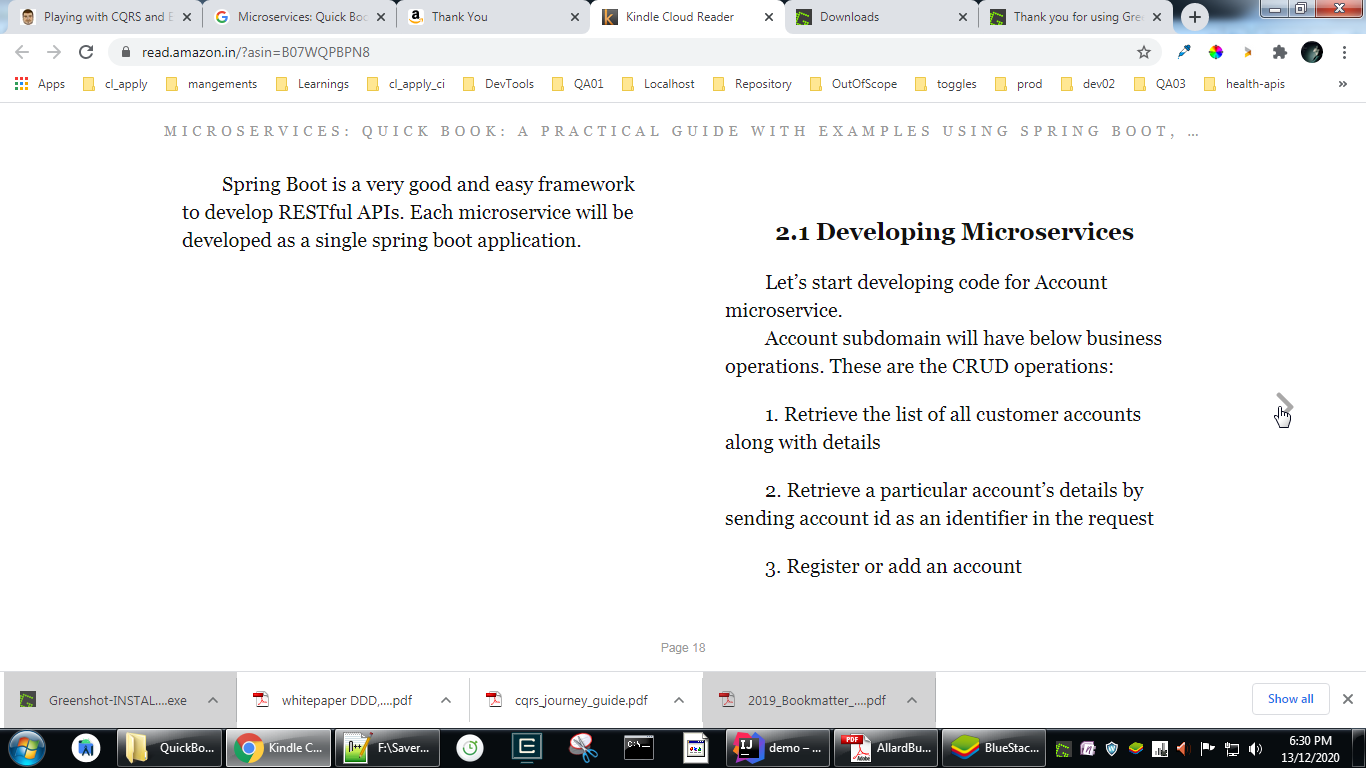 Playing with CQRS and E
Microservices: Quick Boo
Thank You
Kindle Cloud Reader
Downloads
Thank you for using Gree
read.amazon.in/?asin=B07WQPBPN8
Apps
cl_apply
mangements
Learnings
cl_apply_ci
DevTools
QA01
Localhost
Repository
OutOfScope
toggles
prod
dev02
QA03
health-apis
»
MICROSERVICES: QUICK BOOK: A PRACTICAL GUIDE WITH EXAMPLES USING SPRING BOOT, …
Spring Boot is a very good and easy framework
to develop RESTful APIs. Each microservice will be
developed as a single spring boot application.
2.1 Developing Microservices
Let’s start developing code for Account
microservice.
Account subdomain will have below business
operations. These are the CRUD operations:
1. Retrieve the list of all customer accounts
along with details
2. Retrieve a particular account’s details by
sending account id as an identifier in the request
3. Register or add an account
Page 18
Greenshot-INSTAL....exe
whitepaper DDD,....pdf
cqrs_journey_guide.pdf
2019_Bookmatter_....pdf
Show all
QuickBo...
Kindle C...
F:\Saver...
demo – ...
AllardBu...
BlueStac...
6:30 PM
13/12/2020